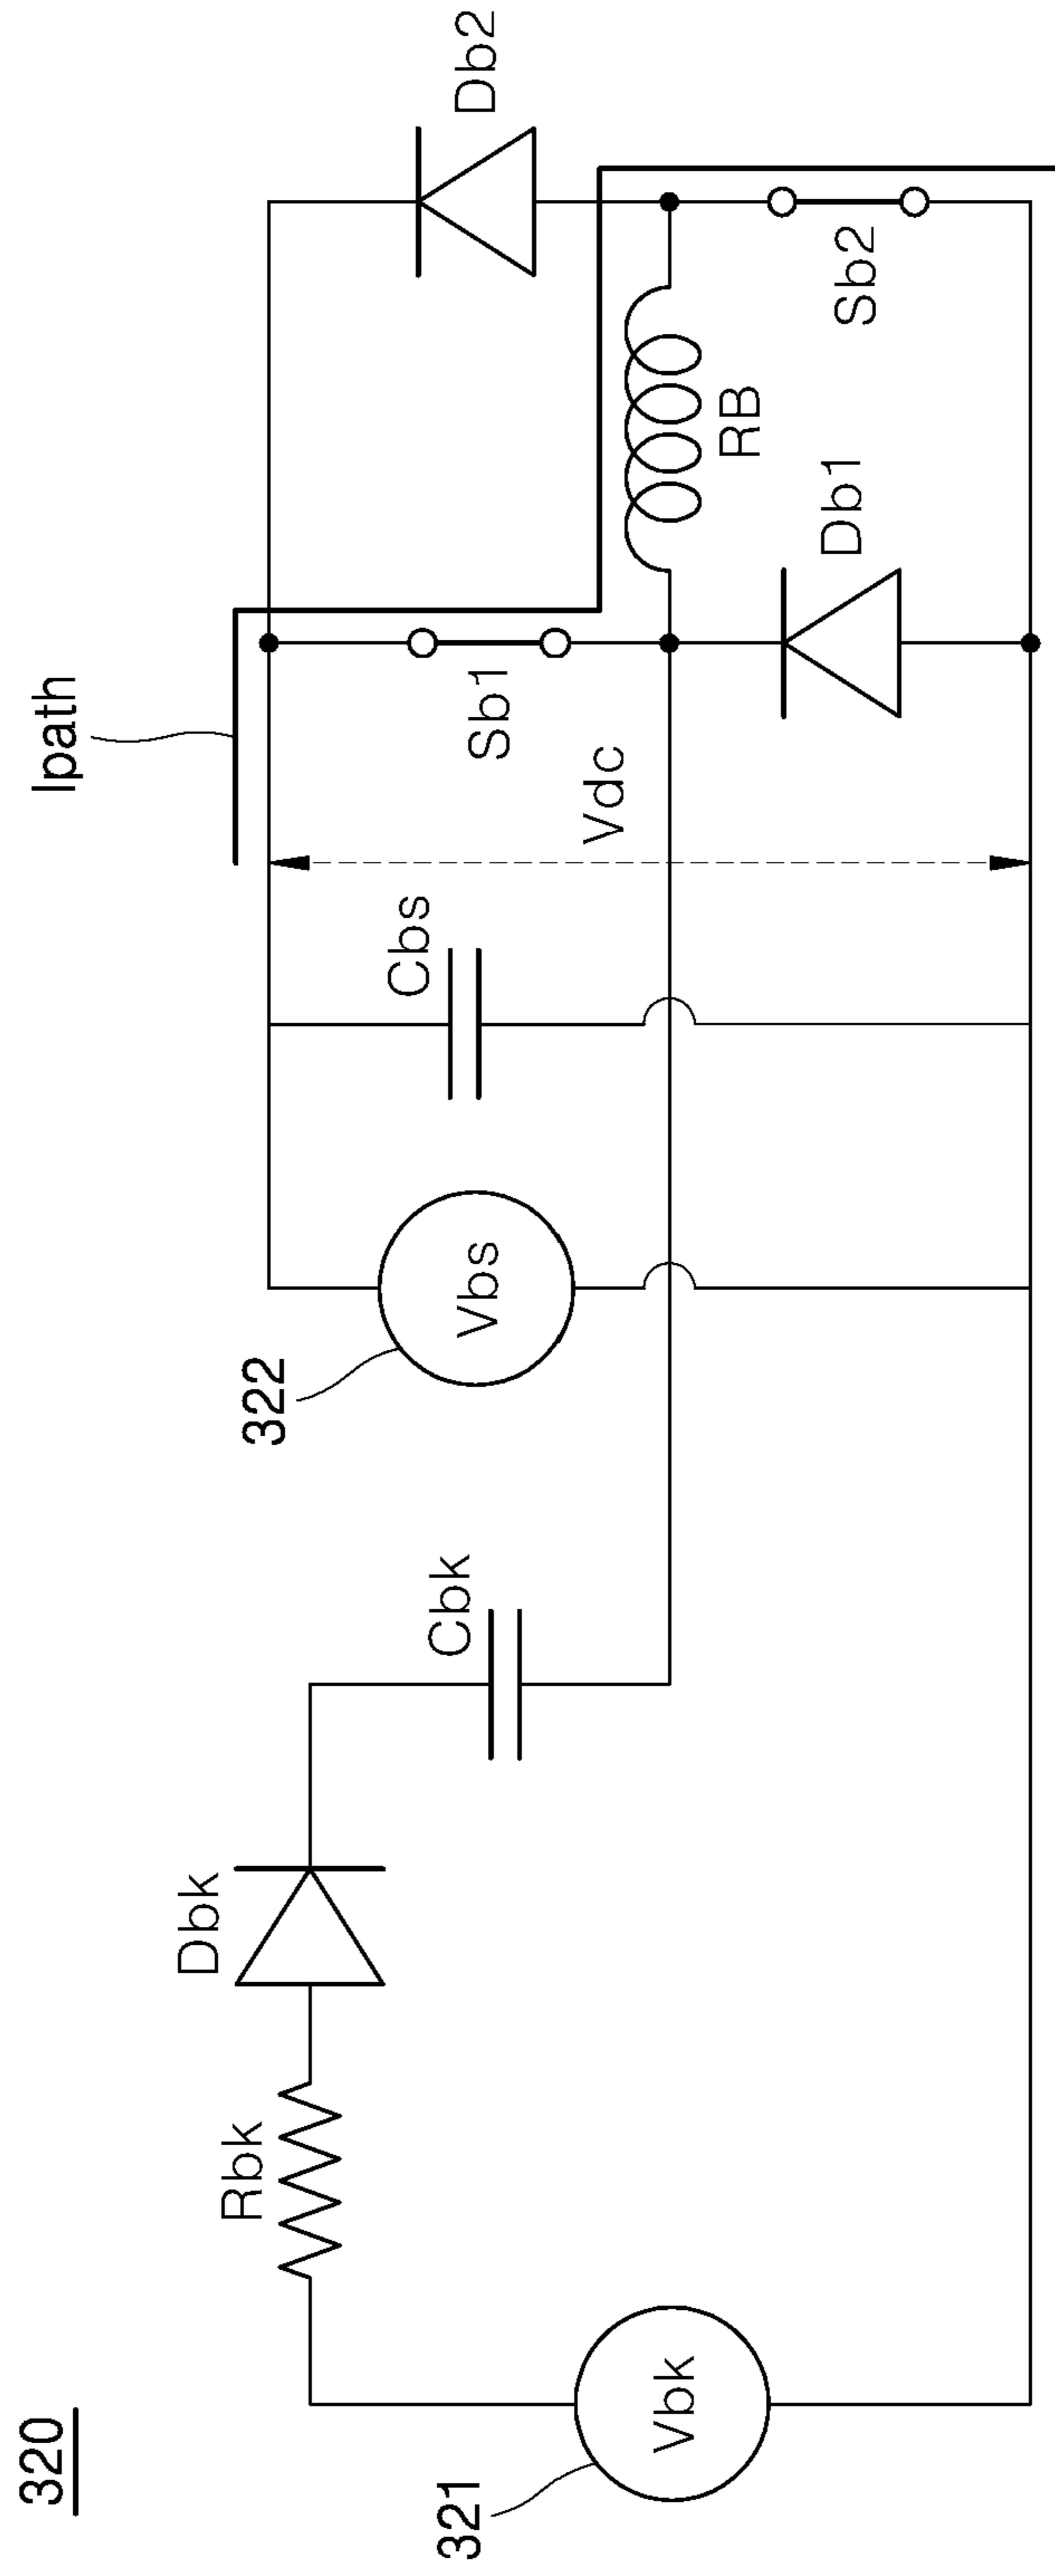 320
321
Vbk
Rbk
Dbk
Cbk
322
Vbs
Cbs
Vdc
Ipath
Sb1
Db1
RB
Db2
Sb2